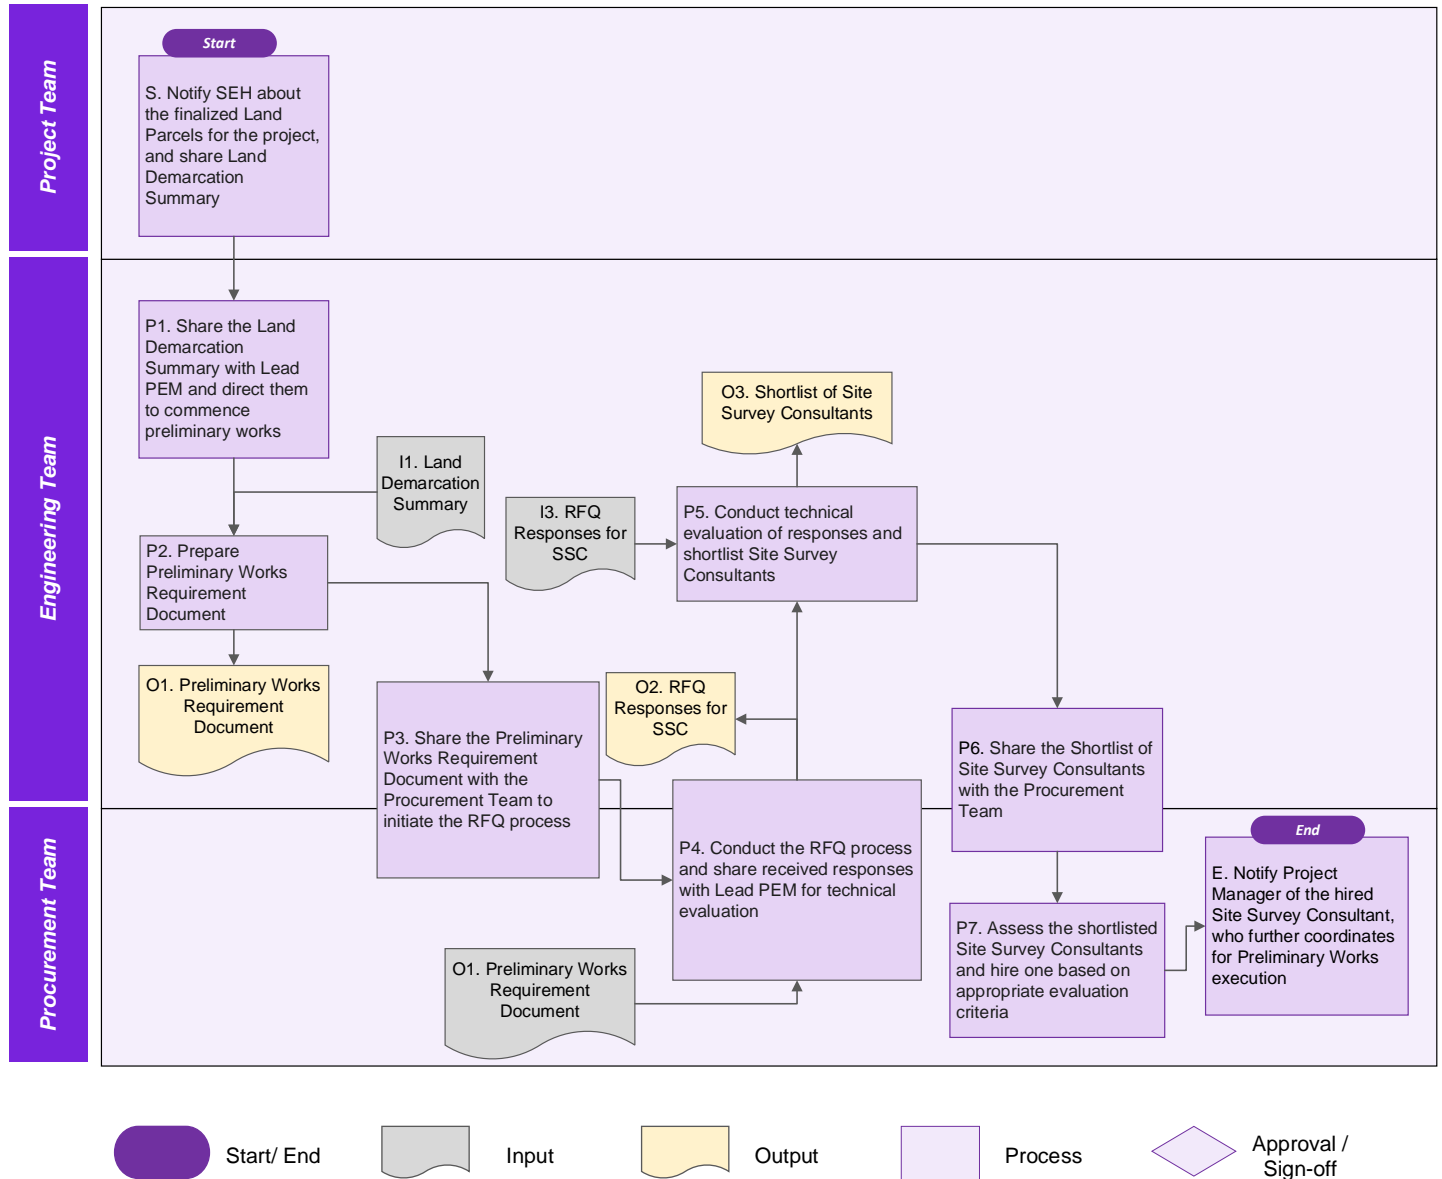 Project Team
Start
S. Notify SEH about
the finalized Land
Parcels for the project,
and share Land
Demarcation
Summary
Engineering Team
P1. Share the Land
Demarcation
Summary with Lead
PEM and direct them
to commence
preliminary works
I1. Land
Demarcation
Summary
P2. Prepare
Preliminary Works
Requirement
Document
O1. Preliminary Works
Requirement
Document
P3. Share the Preliminary
Works Requirement
Document with the
Procurement Team to
initiate the RFQ process
O3. Shortlist of Site
Survey Consultants
I3. RFQ
Responses for
SSC
P5. Conduct technical
evaluation of responses and
shortlist Site Survey
Consultants
O2. RFQ
Responses for
SSC
P6. Share the Shortlist of
Site Survey Consultants
with the Procurement
Team
Procurement Team
P4. Conduct the RFQ process
and share received responses
with Lead PEM for technical
evaluation
O1. Preliminary Works
Requirement
Document
P7. Assess the shortlisted
Site Survey Consultants
and hire one based on
appropriate evaluation
criteria
End
E. Notify Project
Manager of the hired
Site Survey Consultant,
who further coordinates
for Preliminary Works
execution
Start/ End
Input
Output
Process
Approval /
Sign-off